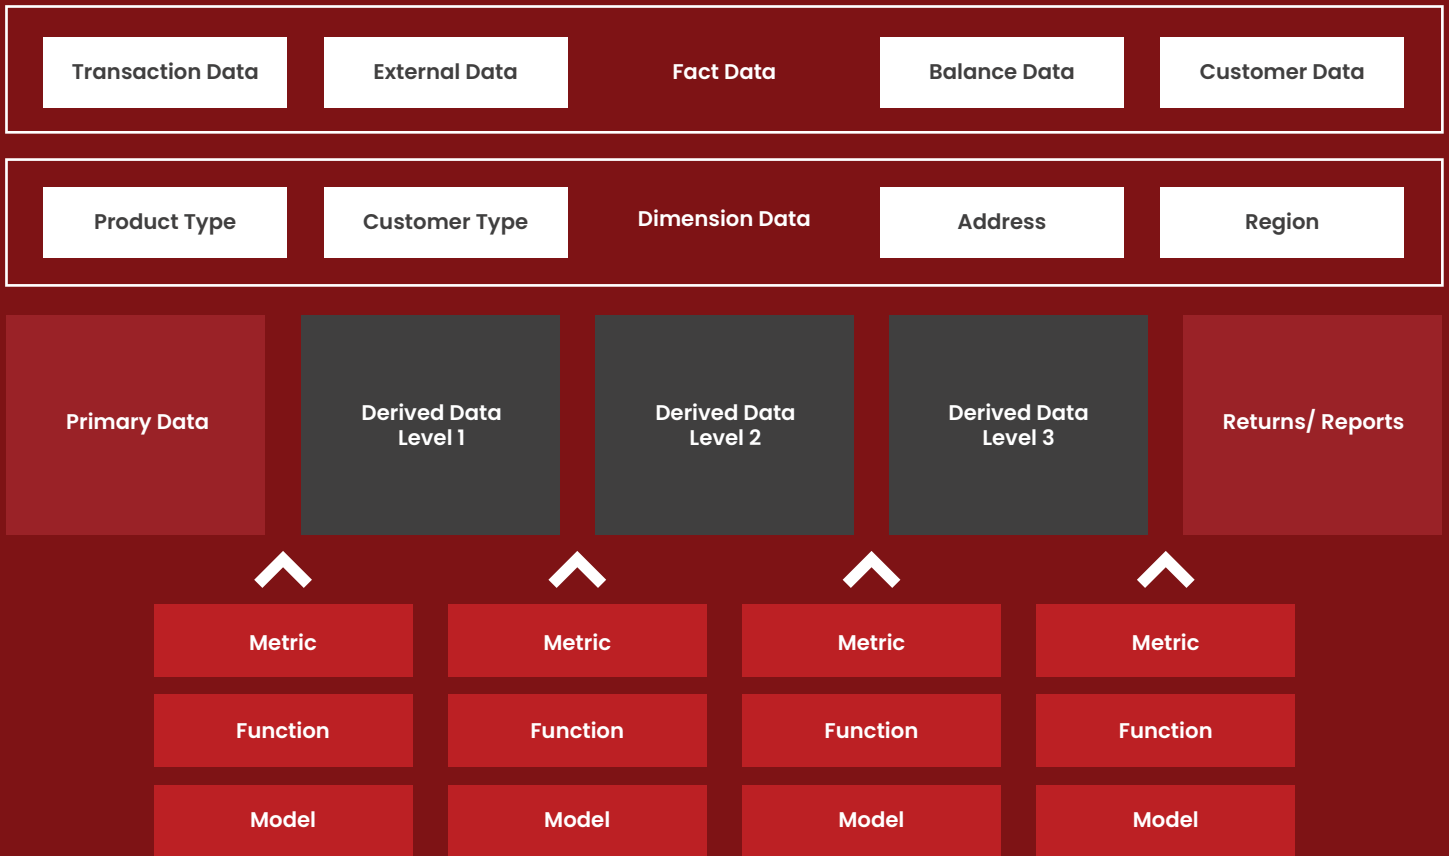 Transaction Data
External Data
Fact Data
Balance Data
Customer Data
Product Type
Customer Type
Dimension Data
Address
Region
Primary Data
Derived Data
Level 1
Derived Data
Level 2
Derived Data
Level 3
Returns/ Reports
Metric
Metric
Metric
Metric
Function
Function
Function
Function
Model
Model
Model
Model